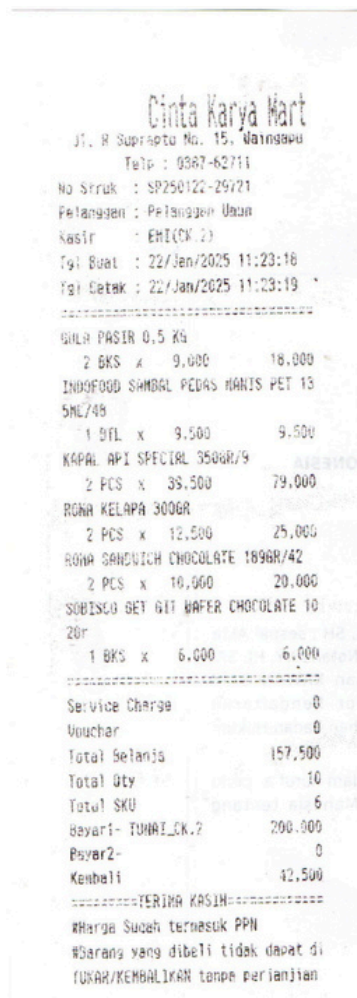 Cinta Karya Mart
Jl. R Suprapto No. 15, Waingapu
Telp : 0387-62711
No Struk : SP250122-29721
Pelanggan : Pelanggan Umum
Kasir : EMI(CK.2)
Tgl Buat : 22/Jan/2025 11:23:18
Tgl Cetak : 22/Jan/2025 11:23:19
GULA PASIR 0,5 KG
2 BKS x 9,000 18,000
INDOFOOD SAMBAL PEDAS MANIS PET 13
5ML/48
1 BTL x 9,500 9,500
KAPAL API SPECIAL 350GR/9
2 PCS x 39,500 79,000
ROMA KELAPA 300GR
2 PCS x 12,500 25,000
ROMA SANDWICH CHOCOLATE 189GR/42
2 PCS x 10,000 20,000
SOBISCO GET GIT WAFER CHOCOLATE 10
1 BKS x 6,000 6,000
Service Charge 0
Vouchar 0
Total Belanja 157,500
Total Qty 10
Total SKU 6
Bayar1- TUNAI_CK.2 200,000
Bayar2- 0
Kembali 42,500
===========TERIMA KASIH============
#Harga Sudah termasuk PPN
#Barang yang dibeli tidak dapat di
TUKAR/KEMBALIKAN tanpa perjanjian